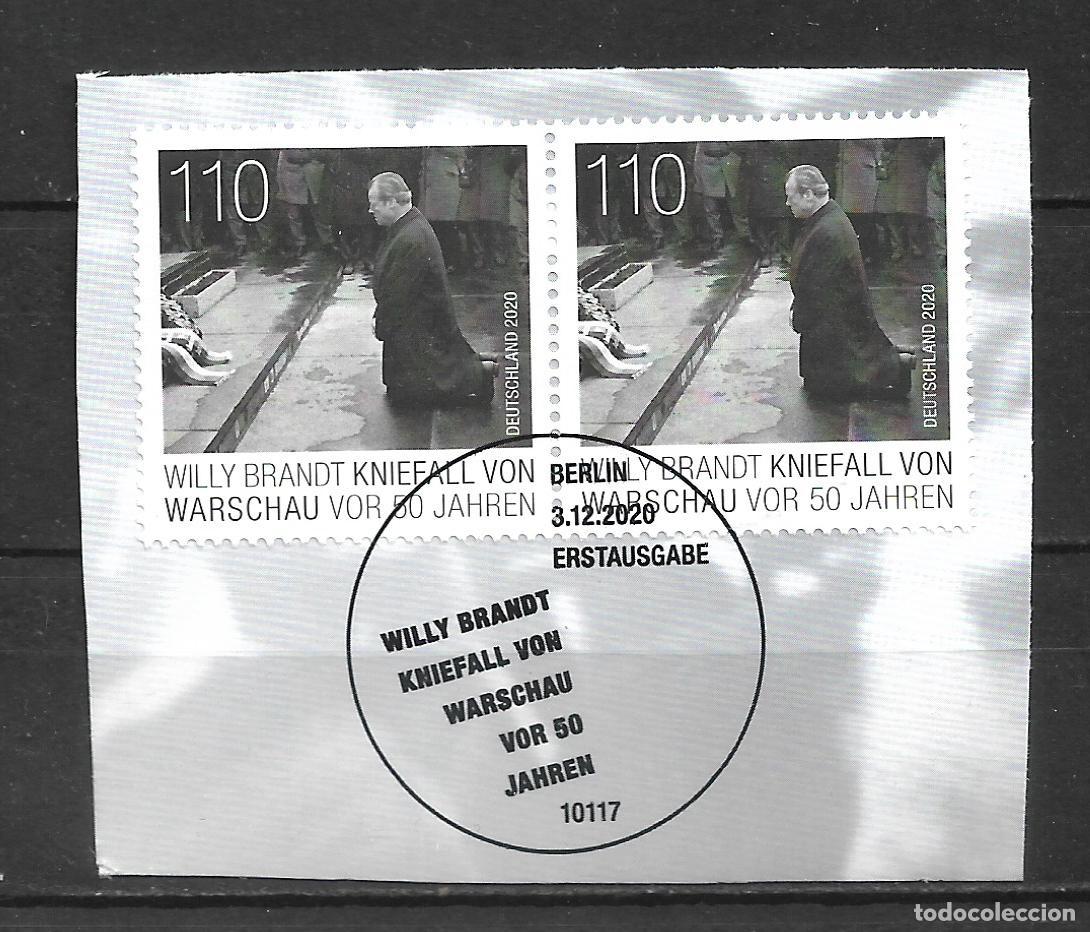 110
DEUTSCHLAND 2020
WILLY BRANDT KNIEFALL VON
WARSCHAU VOR 50 JAHREN
110
DEUTSCHLAND 2020
WILLY BRANDT KNIEFALL VON
WARSCHAU VOR 50 JAHREN
BERLIN
3.12.2020
ERSTAUSGABE
WILLY BRANDT
KNIEFALL VON
WARSCHAU
VOR 50
JAHREN
10117
todocoleccion